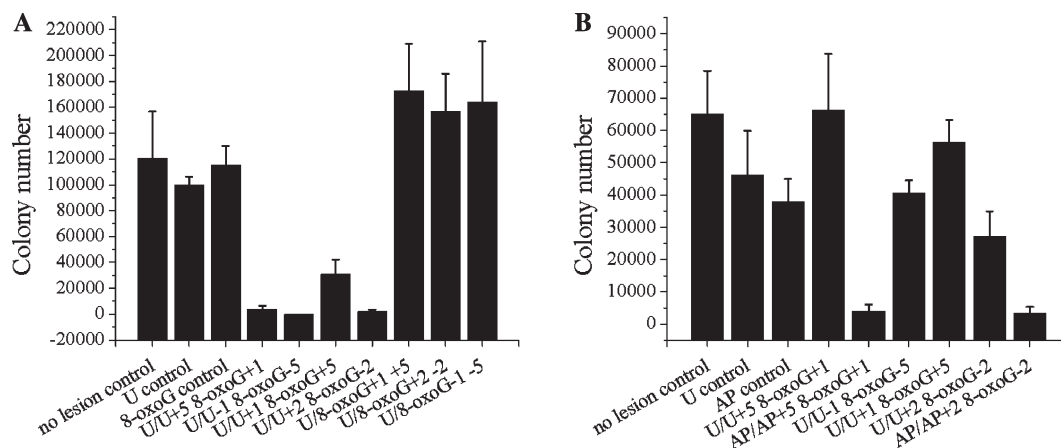 A
Colony number
220000
200000
180000
160000
140000
120000
100000
80000
60000
40000
20000
0
-20000
no lesion control
U control
8-oxoG control
U/U+5 8-oxoG+1
U/U-1 8-oxoG-5
U/U+1 8-oxoG+5
U/U+2 8-oxoG-2
U/8-oxoG+1 +5
U/8-oxoG+2 -2
U/8-oxoG-1 -5
B
Colony number
90000
80000
70000
60000
50000
40000
30000
20000
10000
0
no lesion control
U control
AP control
U/U+5 8-oxoG+1
AP/AP+5 8-oxoG+1
U/U-1 8-oxoG-5
U/U+1 8-oxoG+5
U/U+2 8-oxoG-2
AP/AP+2 8-oxoG-2